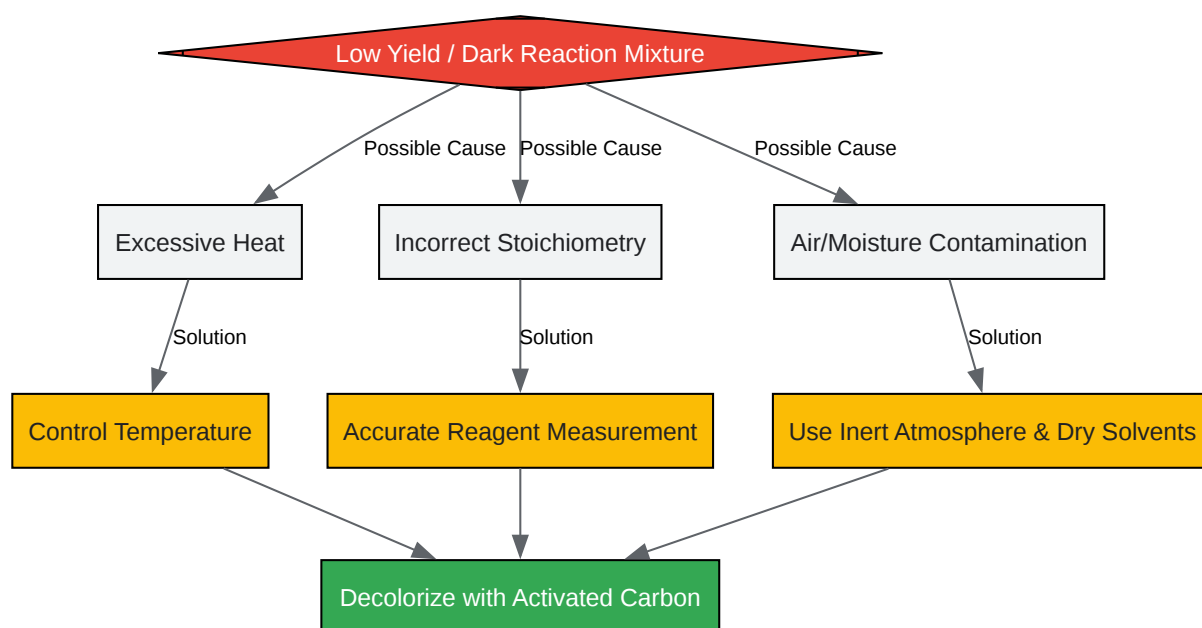 Low Yield / Dark Reaction Mixture
Possible Cause
Possible Cause
Possible Cause
Excessive Heat
Incorrect Stoichiometry
Air/Moisture Contamination
Solution
Solution
Solution
Control Temperature
Accurate Reagent Measurement
Use Inert Atmosphere & Dry Solvents
Decolorize with Activated Carbon